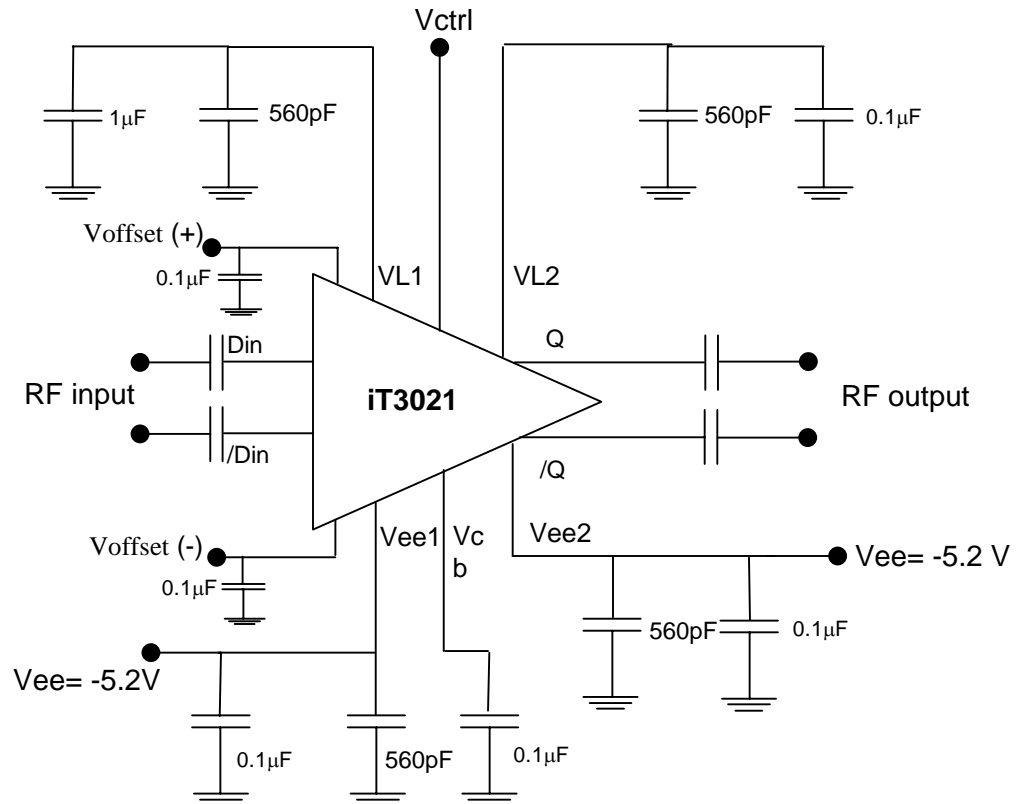 Vctrl
1μF
560pF
560pF
0.1μF
Voffset (+)
0.1μF
VL1
VL2
Din
Q
RF input
iT3021
RF output
/Din
/Q
Vee1
Vc
b
Vee2
Voffset (-)
0.1μF
Vee= -5.2 V
560pF
0.1μF
Vee= -5.2V
0.1μF
560pF
0.1μF